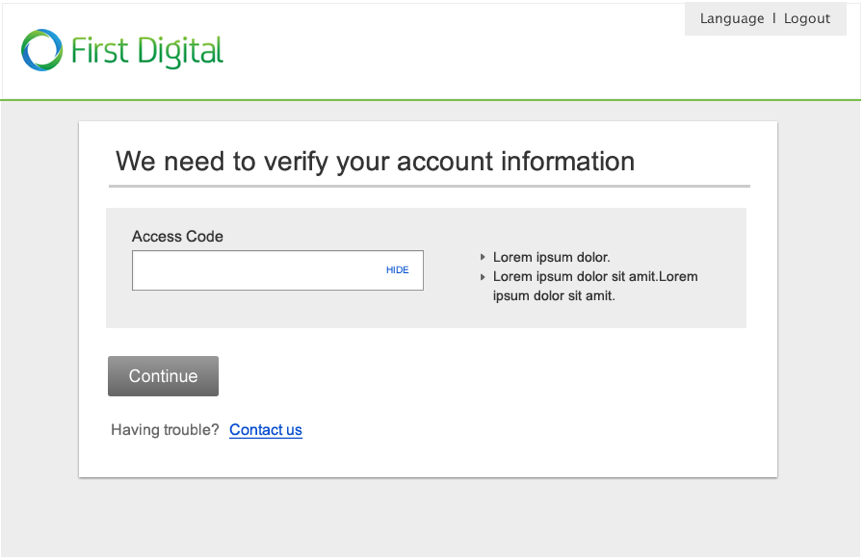 Language | Logout
First Digital
We need to verify your account information
Access Code
HIDE
Lorem ipsum dolor.
Lorem ipsum dolor sit amit.Lorem
ipsum dolor sit amit.
Continue
Having trouble? Contact us